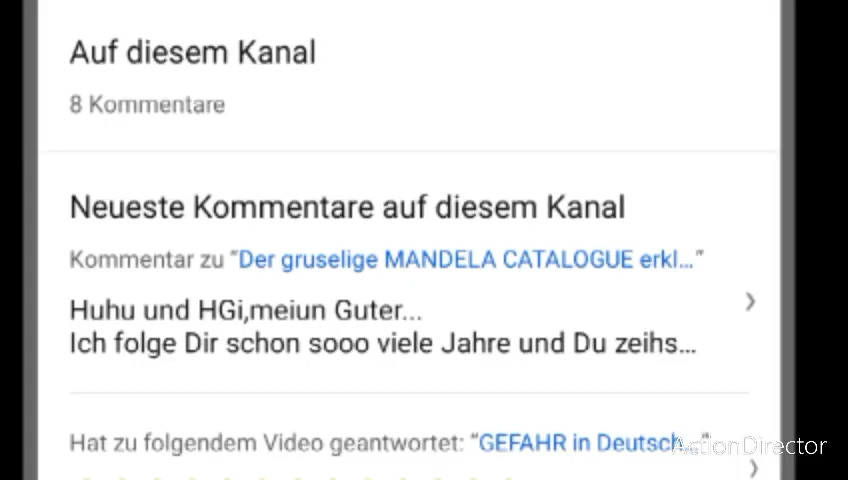 Auf diesem Kanal
8 Kommentare
Neueste Kommentare auf diesem Kanal
Kommentar zu “Der gruselige MANDELA CATALOGUE erkl...”
Huhu und HGi,meiun Guter...
Ich folge Dir schon sooo viele Jahre und Du zeihs...
Hat zu folgendem Video geantwortet: “GEFAHR in Deutsch...”
ActionDirector